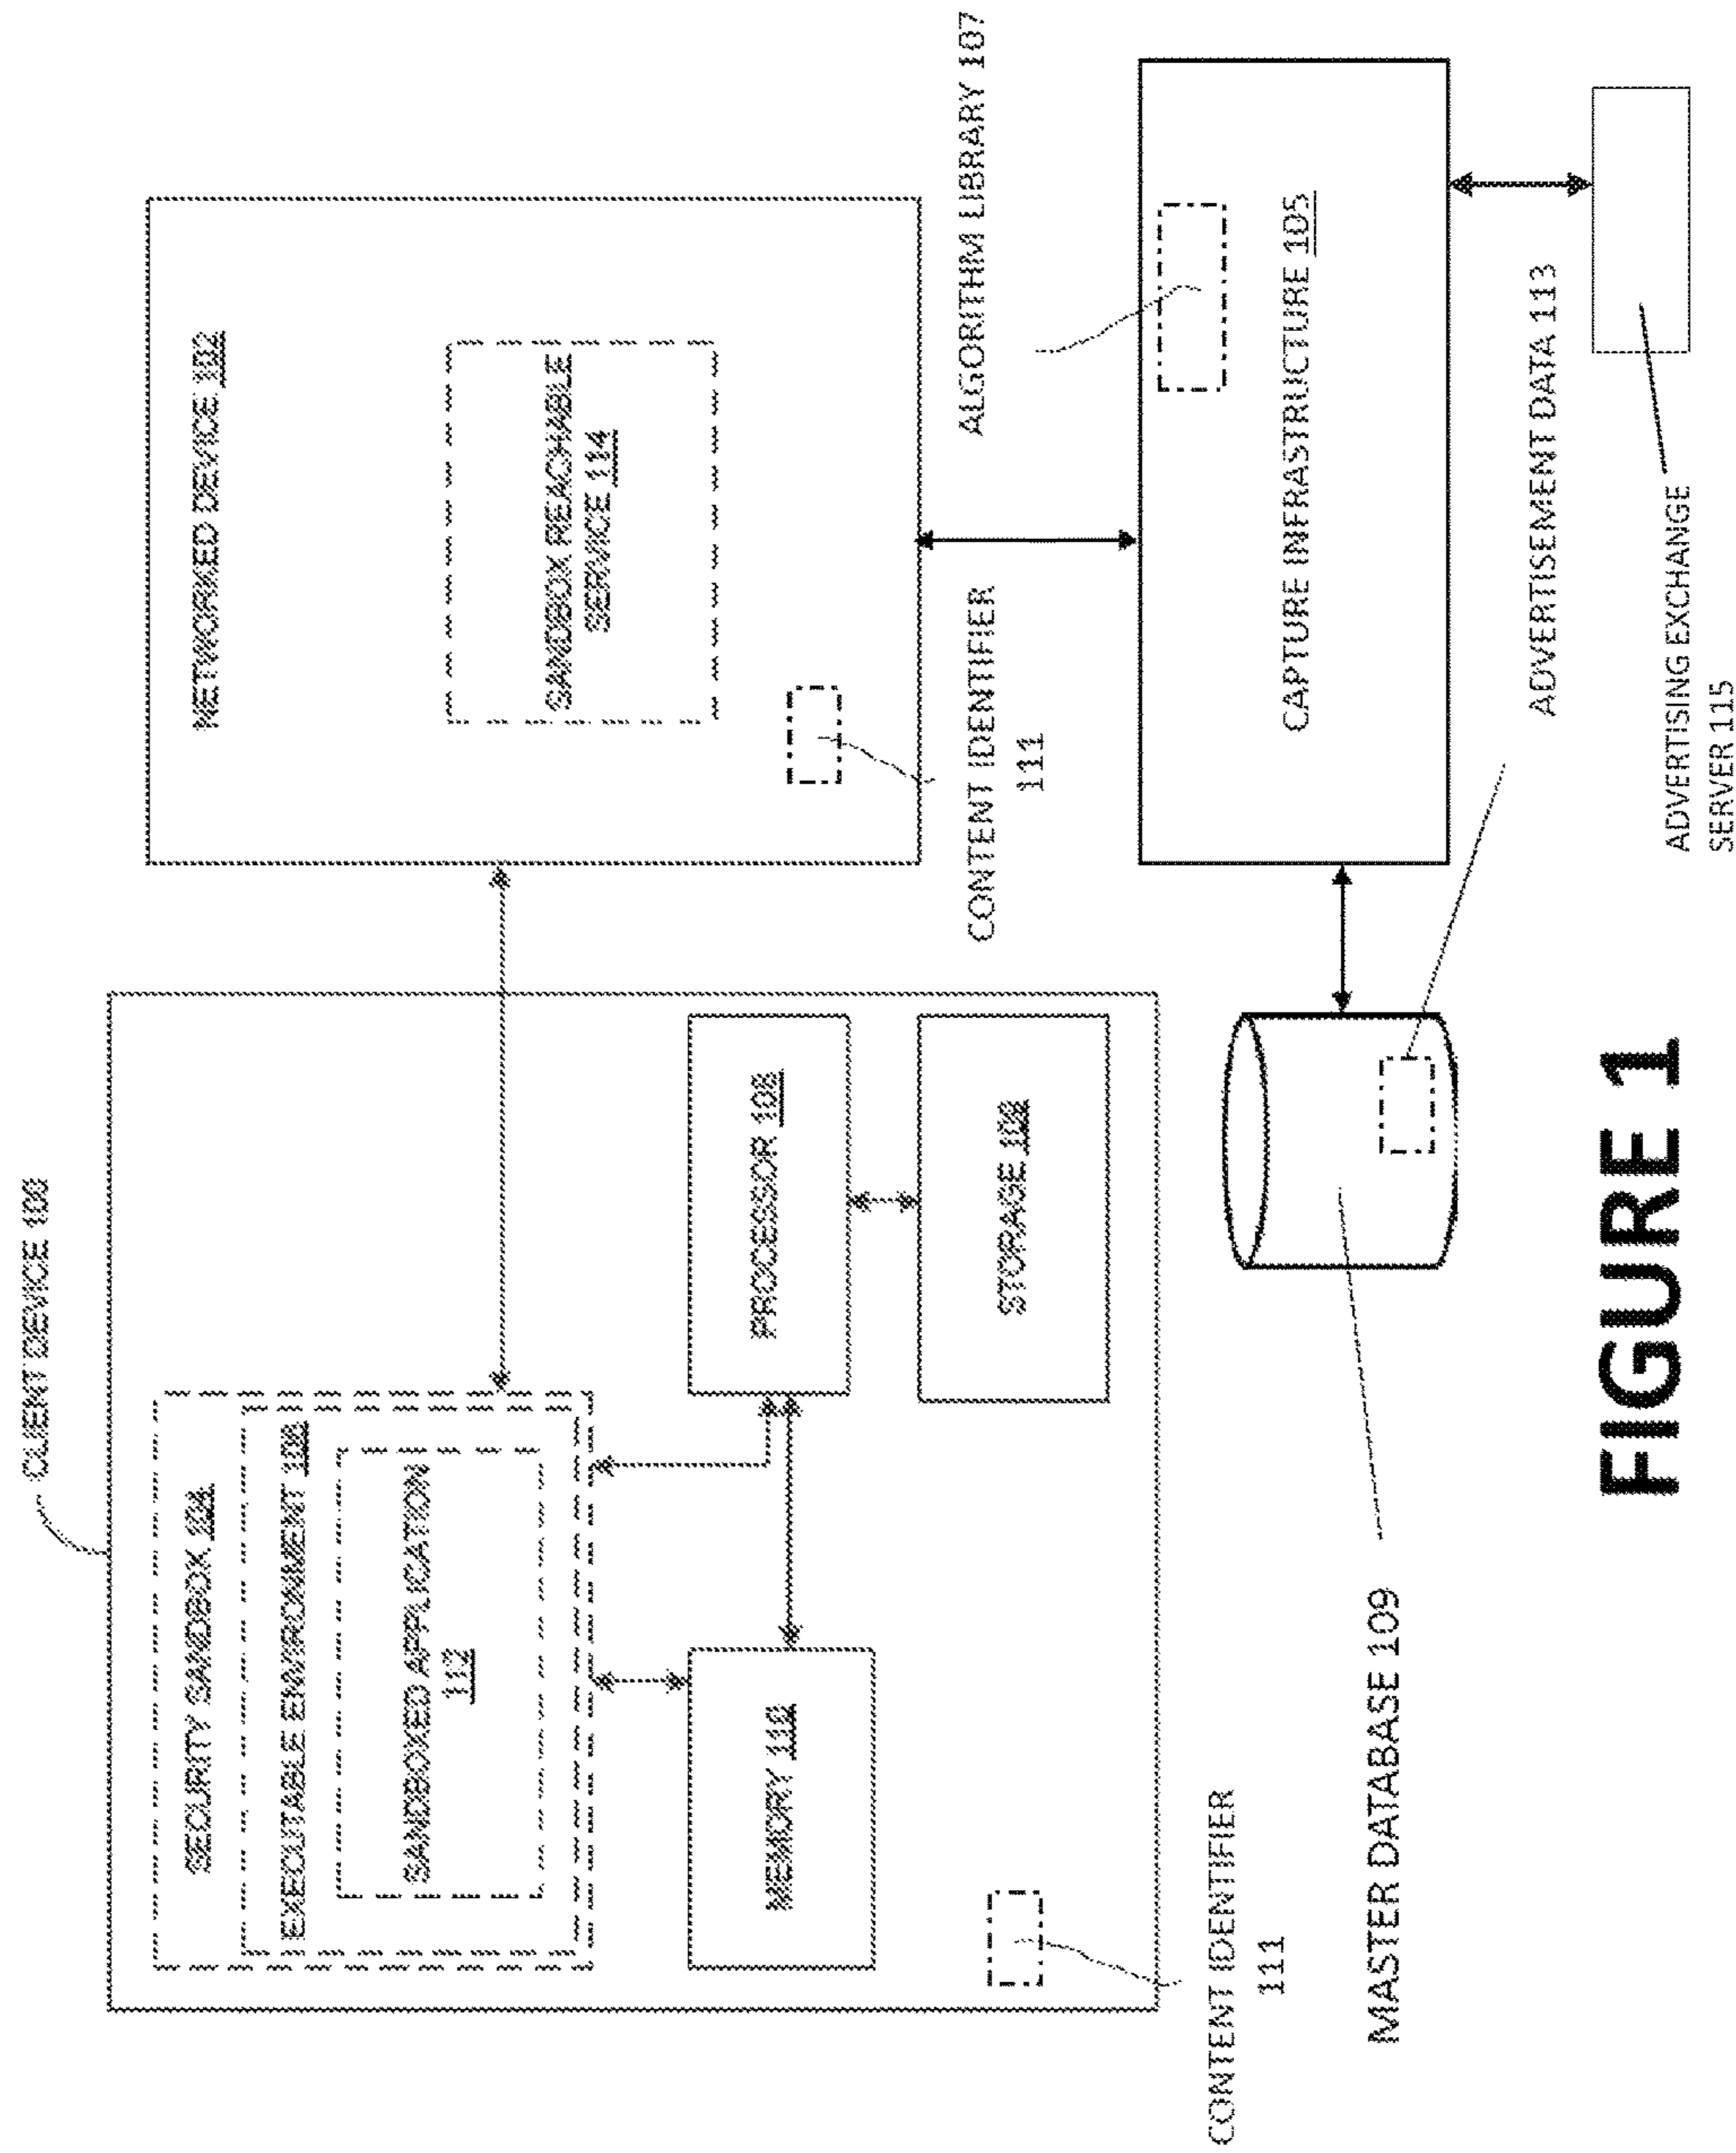 CLIENT DEVICE 100
SECURITY SANDBOX 104
EXECUTABLE ENVIRONMENT 106
SANDBOXED APPLICATION
112
MEMORY 110
PROCESSOR 108
STORAGE
CONTENT IDENTIFIER
111
NETWORKED DEVICE 102
SANDBOX REACHABLE
SERVICE 114
CONTENT IDENTIFIER
111
ALGORITHM LIBRARY 107
CAPTURE INFRASTRUCTURE 105
MASTER DATABASE 109
ADVERTISEMENT DATA 113
ADVERTISING EXCHANGE
SERVER 115
FIGURE 1